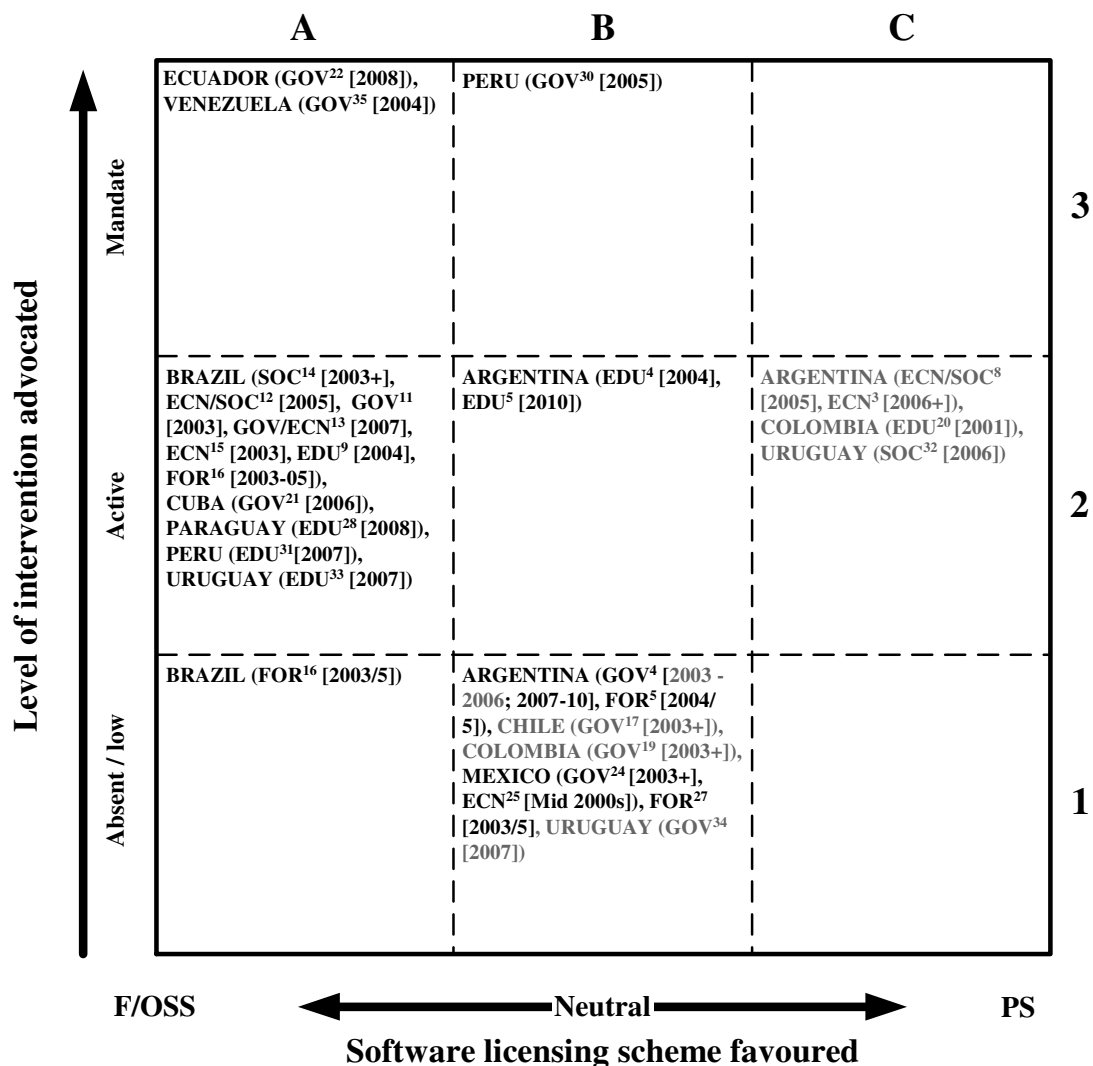 A B C
ECUADOR (GOV²² [2008]),
VENEZUELA (GOV³⁵ [2004])
PERU (GOV³⁰ [2005])
Mandate
3
BRAZIL (SOC¹⁴ [2003+],
ECN/SOC¹² [2005], GOV¹¹
[2003], GOV/ECN¹³ [2007],
ECN¹⁵ [2003], EDU⁹ [2004],
FOR¹⁶ [2003-05]),
CUBA (GOV²¹ [2006]),
PARAGUAY (EDU²⁸ [2008]),
PERU (EDU³¹[2007]),
URUGUAY (EDU³³ [2007])
ARGENTINA (EDU⁴ [2004],
EDU⁵ [2010])
ARGENTINA (ECN/SOC⁸
[2005], ECN³ [2006+]),
COLOMBIA (EDU²⁰ [2001]),
URUGUAY (SOC³² [2006])
Active
2
BRAZIL (FOR¹⁶ [2003/5])
ARGENTINA (GOV⁴ [2003 -
2006; 2007-10], FOR⁵ [2004/
5]), CHILE (GOV¹⁷ [2003+]),
COLOMBIA (GOV¹⁹ [2003+]),
MEXICO (GOV²⁴ [2003+],
ECN²⁵ [Mid 2000s]), FOR²⁷
[2003/5], URUGUAY (GOV³⁴
[2007])
Absent / low
1
Level of intervention advocated
F/OSS Neutral PS
Software licensing scheme favoured